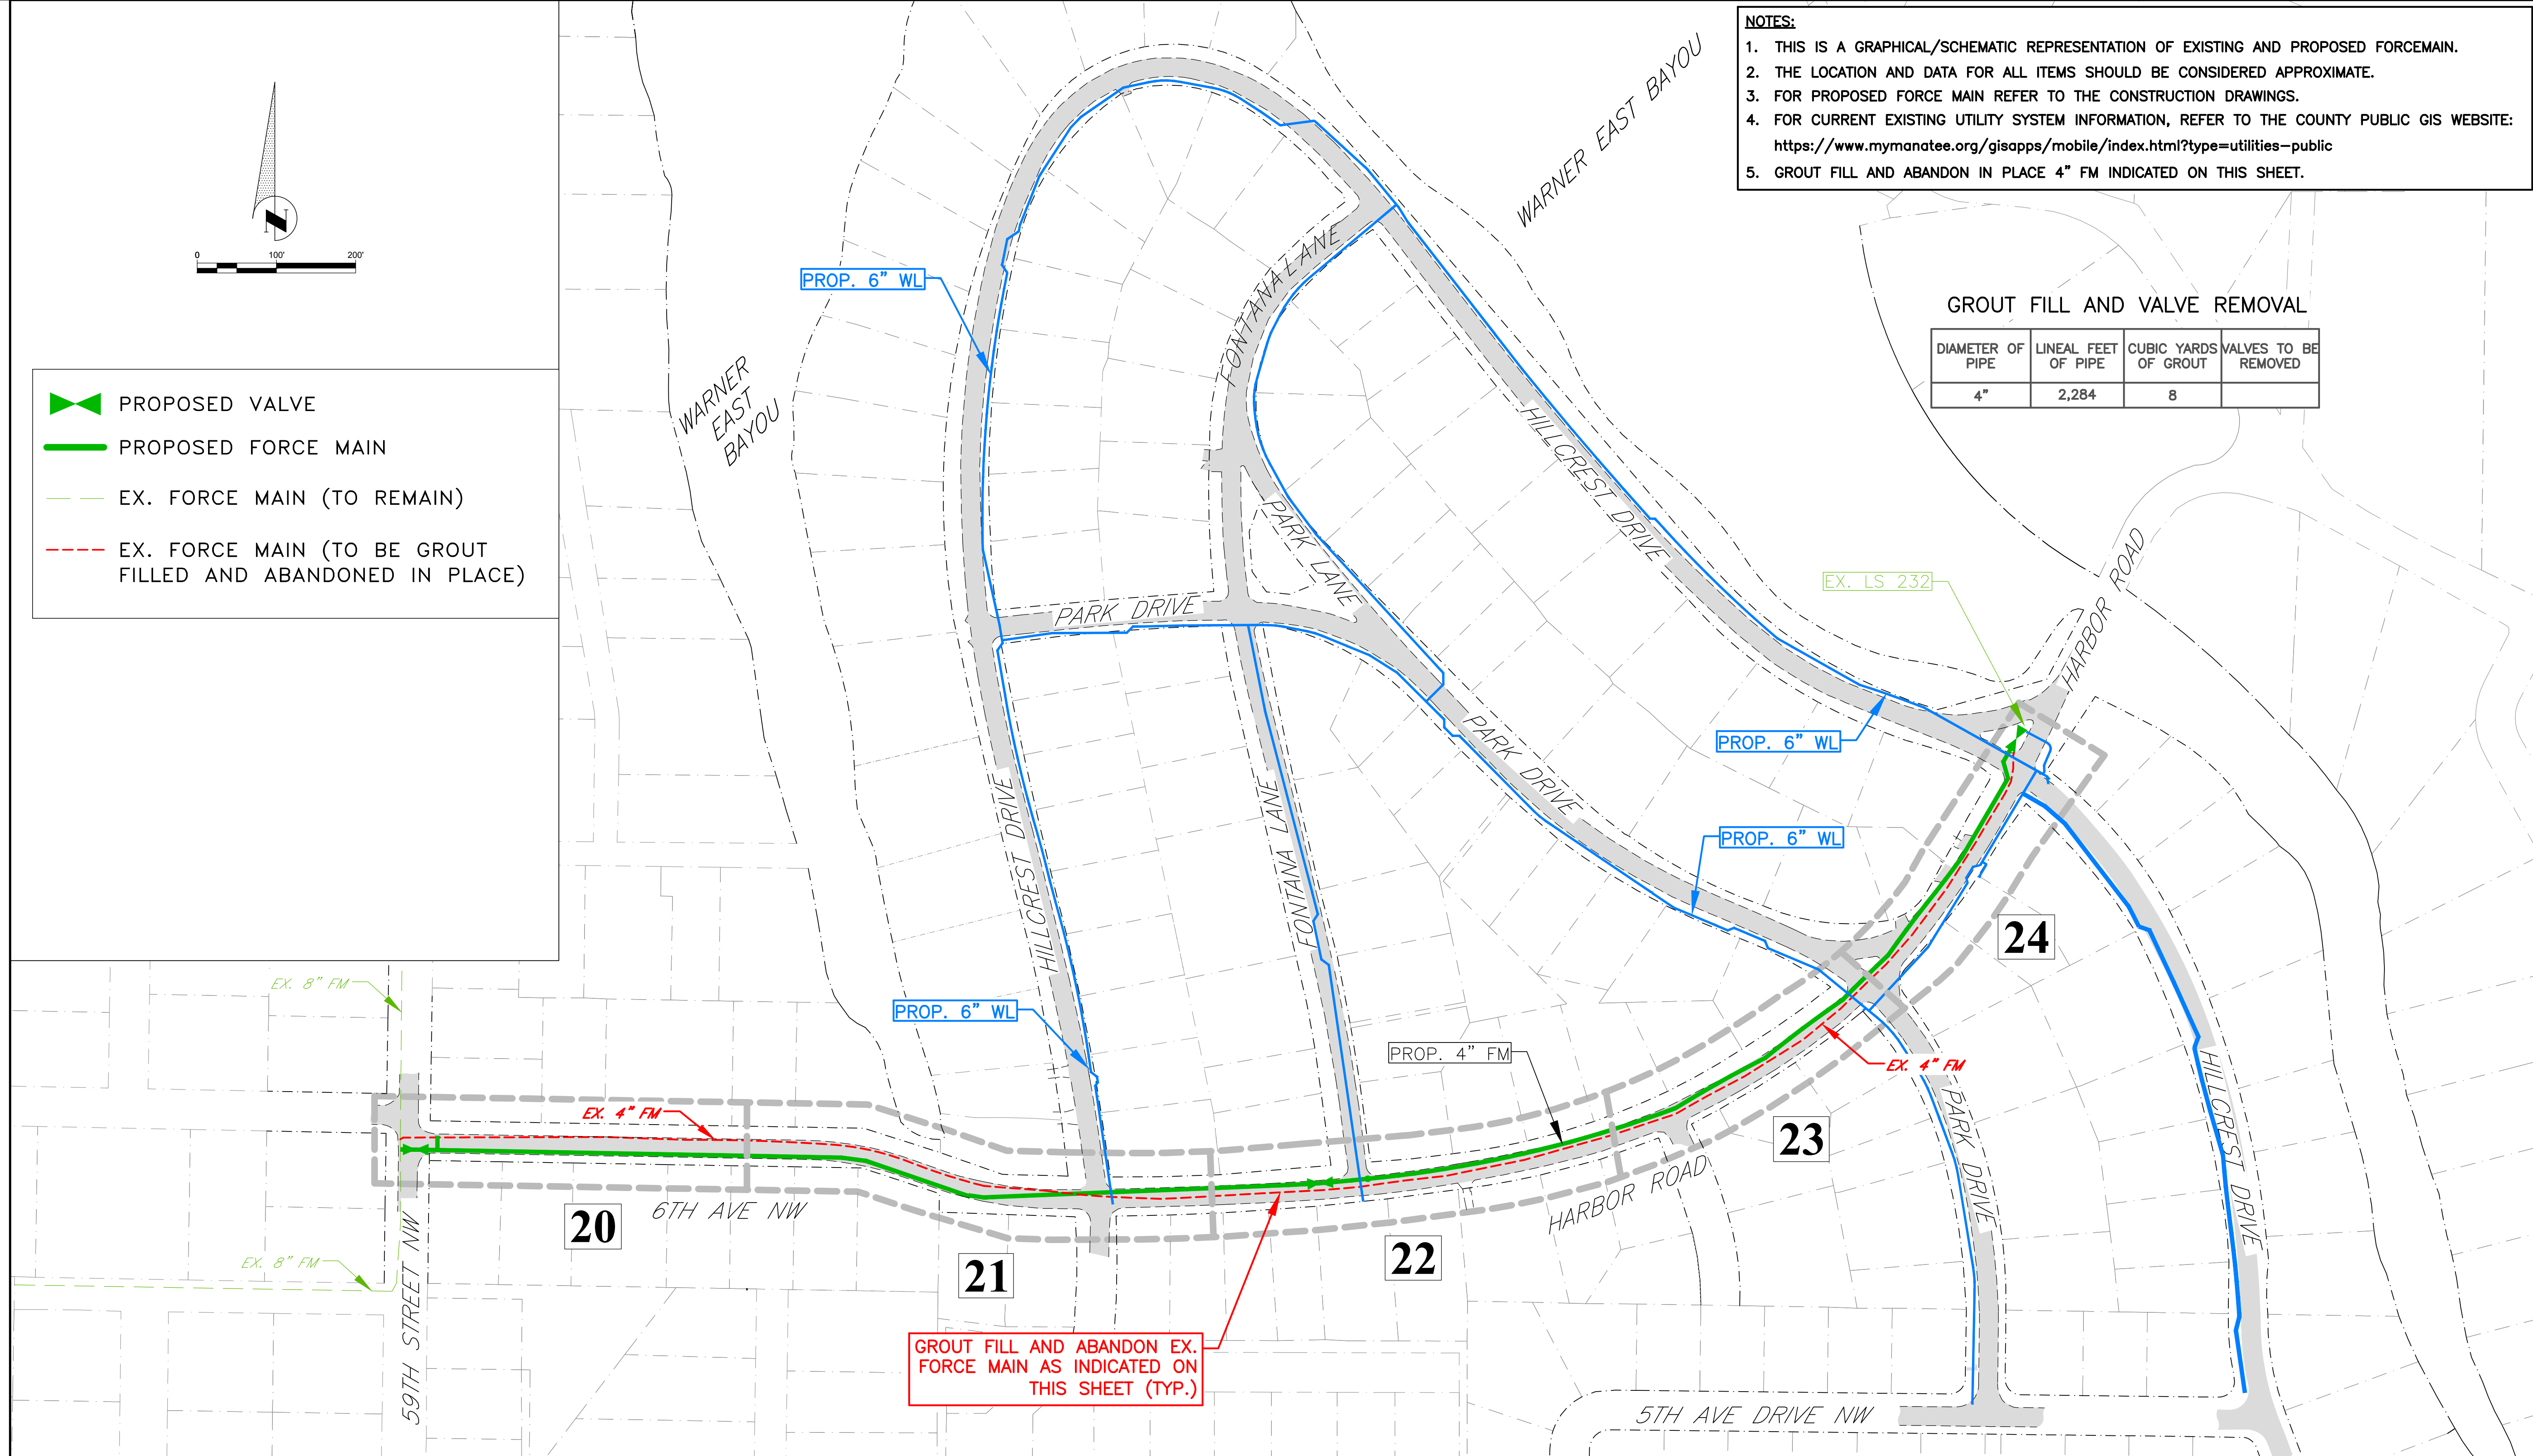 NOTES:
1. THIS IS A GRAPHICAL/SCHEMATIC REPRESENTATION OF EXISTING AND PROPOSED FORCEMAIN.
2. THE LOCATION AND DATA FOR ALL ITEMS SHOULD BE CONSIDERED APPROXIMATE.
3. FOR PROPOSED FORCE MAIN REFER TO THE CONSTRUCTION DRAWINGS.
4. FOR CURRENT EXISTING UTILITY SYSTEM INFORMATION, REFER TO THE COUNTY PUBLIC GIS WEBSITE:
https://www.mymanatee.org/gisapps/mobile/index.html?type=utilities-public
5. GROUT FILL AND ABANDON IN PLACE 4" FM INDICATED ON THIS SHEET.
N
0 100' 200'
PROPOSED VALVE
PROPOSED FORCE MAIN
EX. FORCE MAIN (TO REMAIN)
EX. FORCE MAIN (TO BE GROUT
FILLED AND ABANDONED IN PLACE)
GROUT FILL AND VALVE REMOVAL
DIAMETER OF PIPE
LINEAL FEET OF PIPE
CUBIC YARDS OF GROUT
VALVES TO BE REMOVED
4" 2,284 8
WARNER EAST BAYOU
WARNER
EAST
BAYOU
PROP. 6" WL
FONTANA LANE
HILLCREST DRIVE
PARK LANE
PARK DRIVE
EX. LS 232
HARBOR ROAD
PROP. 6" WL
PARK DRIVE
PROP. 6" WL
HILLCREST DRIVE
FONTANA LANE
24
EX. 8" FM
PROP. 6" WL
PROP. 4" FM
EX. 4" FM
EX. 4" FM
23
PARK DRIVE
HILLCREST DRIVE
HARBOR ROAD
20
6TH AVE NW
21
22
EX. 8" FM
59TH STREET NW
GROUT FILL AND ABANDON EX.
FORCE MAIN AS INDICATED ON
THIS SHEET (TYP.)
5TH AVE DRIVE NW